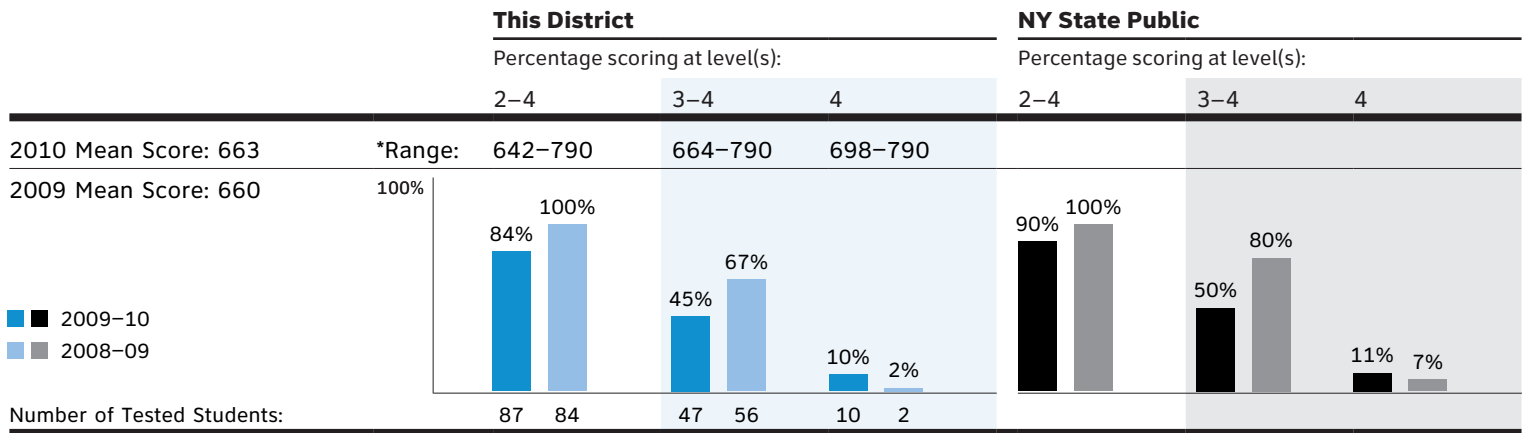 This District NY State Public
Percentage scoring at level(s): Percentage scoring at level(s):
2–4 3–4 4 2–4 3–4 4
2010 Mean Score: 663 *Range: 642–790 664–790 698–790
2009 Mean Score: 660 100%
84% 100% 45% 67% 10% 2% 90% 100% 50% 80% 11% 7%
2009–10
2008–09
Number of Tested Students: 87 84 47 56 10 2